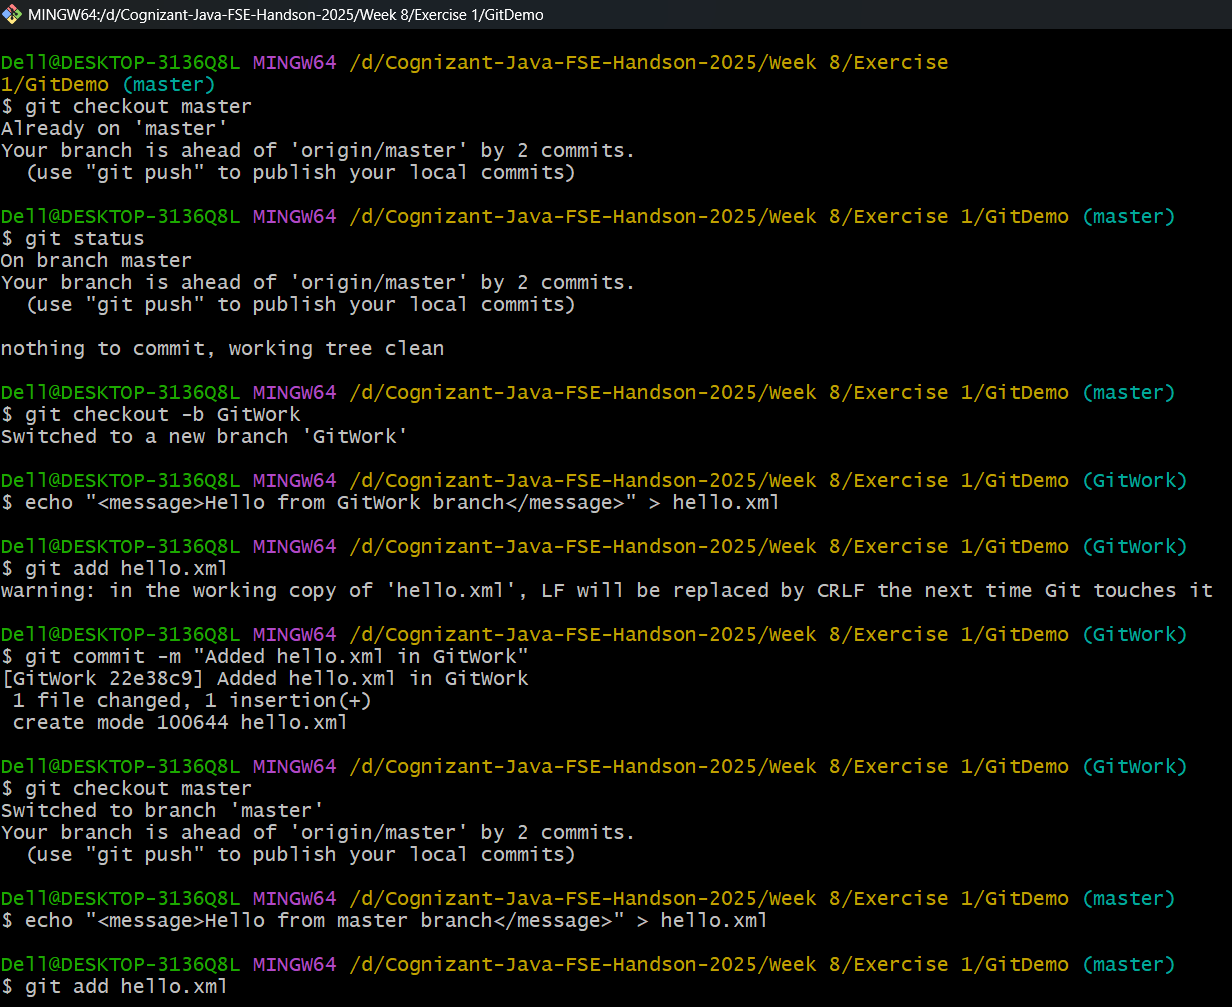 MINGW64:/d/Cognizant-Java-FSE-Handson-2025/Week 8/Exercise 1/GitDemo
Dell@DESKTOP-3136Q8L MINGW64 /d/Cognizant-Java-FSE-Handson-2025/Week 8/Exercise
1/GitDemo (master)
$ git checkout master
Already on 'master'
Your branch is ahead of 'origin/master' by 2 commits.
  (use "git push" to publish your local commits)
Dell@DESKTOP-3136Q8L MINGW64 /d/Cognizant-Java-FSE-Handson-2025/Week 8/Exercise 1/GitDemo (master)
$ git status
On branch master
Your branch is ahead of 'origin/master' by 2 commits.
  (use "git push" to publish your local commits)
nothing to commit, working tree clean
Dell@DESKTOP-3136Q8L MINGW64 /d/Cognizant-Java-FSE-Handson-2025/Week 8/Exercise 1/GitDemo (master)
$ git checkout -b GitWork
Switched to a new branch 'GitWork'
Dell@DESKTOP-3136Q8L MINGW64 /d/Cognizant-Java-FSE-Handson-2025/Week 8/Exercise 1/GitDemo (GitWork)
$ echo "<message>Hello from GitWork branch</message>" > hello.xml
Dell@DESKTOP-3136Q8L MINGW64 /d/Cognizant-Java-FSE-Handson-2025/Week 8/Exercise 1/GitDemo (GitWork)
$ git add hello.xml
warning: in the working copy of 'hello.xml', LF will be replaced by CRLF the next time Git touches it
Dell@DESKTOP-3136Q8L MINGW64 /d/Cognizant-Java-FSE-Handson-2025/Week 8/Exercise 1/GitDemo (GitWork)
$ git commit -m "Added hello.xml in GitWork"
[GitWork 22e38c9] Added hello.xml in GitWork
 1 file changed, 1 insertion(+)
 create mode 100644 hello.xml
Dell@DESKTOP-3136Q8L MINGW64 /d/Cognizant-Java-FSE-Handson-2025/Week 8/Exercise 1/GitDemo (GitWork)
$ git checkout master
Switched to branch 'master'
Your branch is ahead of 'origin/master' by 2 commits.
  (use "git push" to publish your local commits)
Dell@DESKTOP-3136Q8L MINGW64 /d/Cognizant-Java-FSE-Handson-2025/Week 8/Exercise 1/GitDemo (master)
$ echo "<message>Hello from master branch</message>" > hello.xml
Dell@DESKTOP-3136Q8L MINGW64 /d/Cognizant-Java-FSE-Handson-2025/Week 8/Exercise 1/GitDemo (master)
$ git add hello.xml